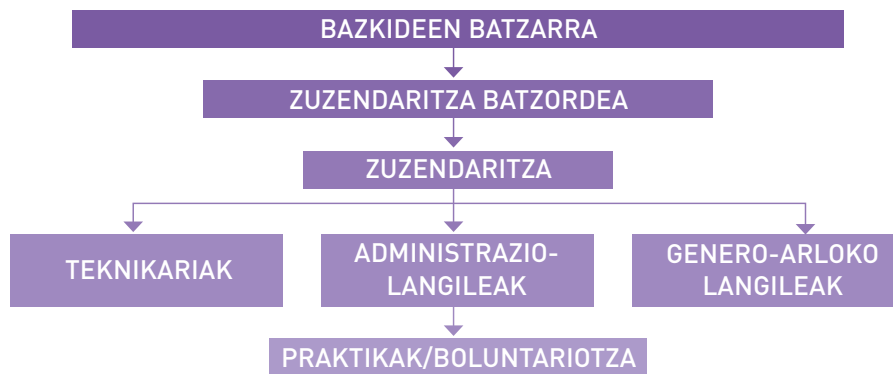 BAZKIDEEN BATZARRA
ZUZENDARITZA BATZORDEA
ZUZENDARITZA
TEKNIKARIAK
ADMINISTRAZIO-
LANGILEAK
GENERO-ARLOKO
LANGILEAK
PRAKTIKAK/BOLUNTARIOTZA